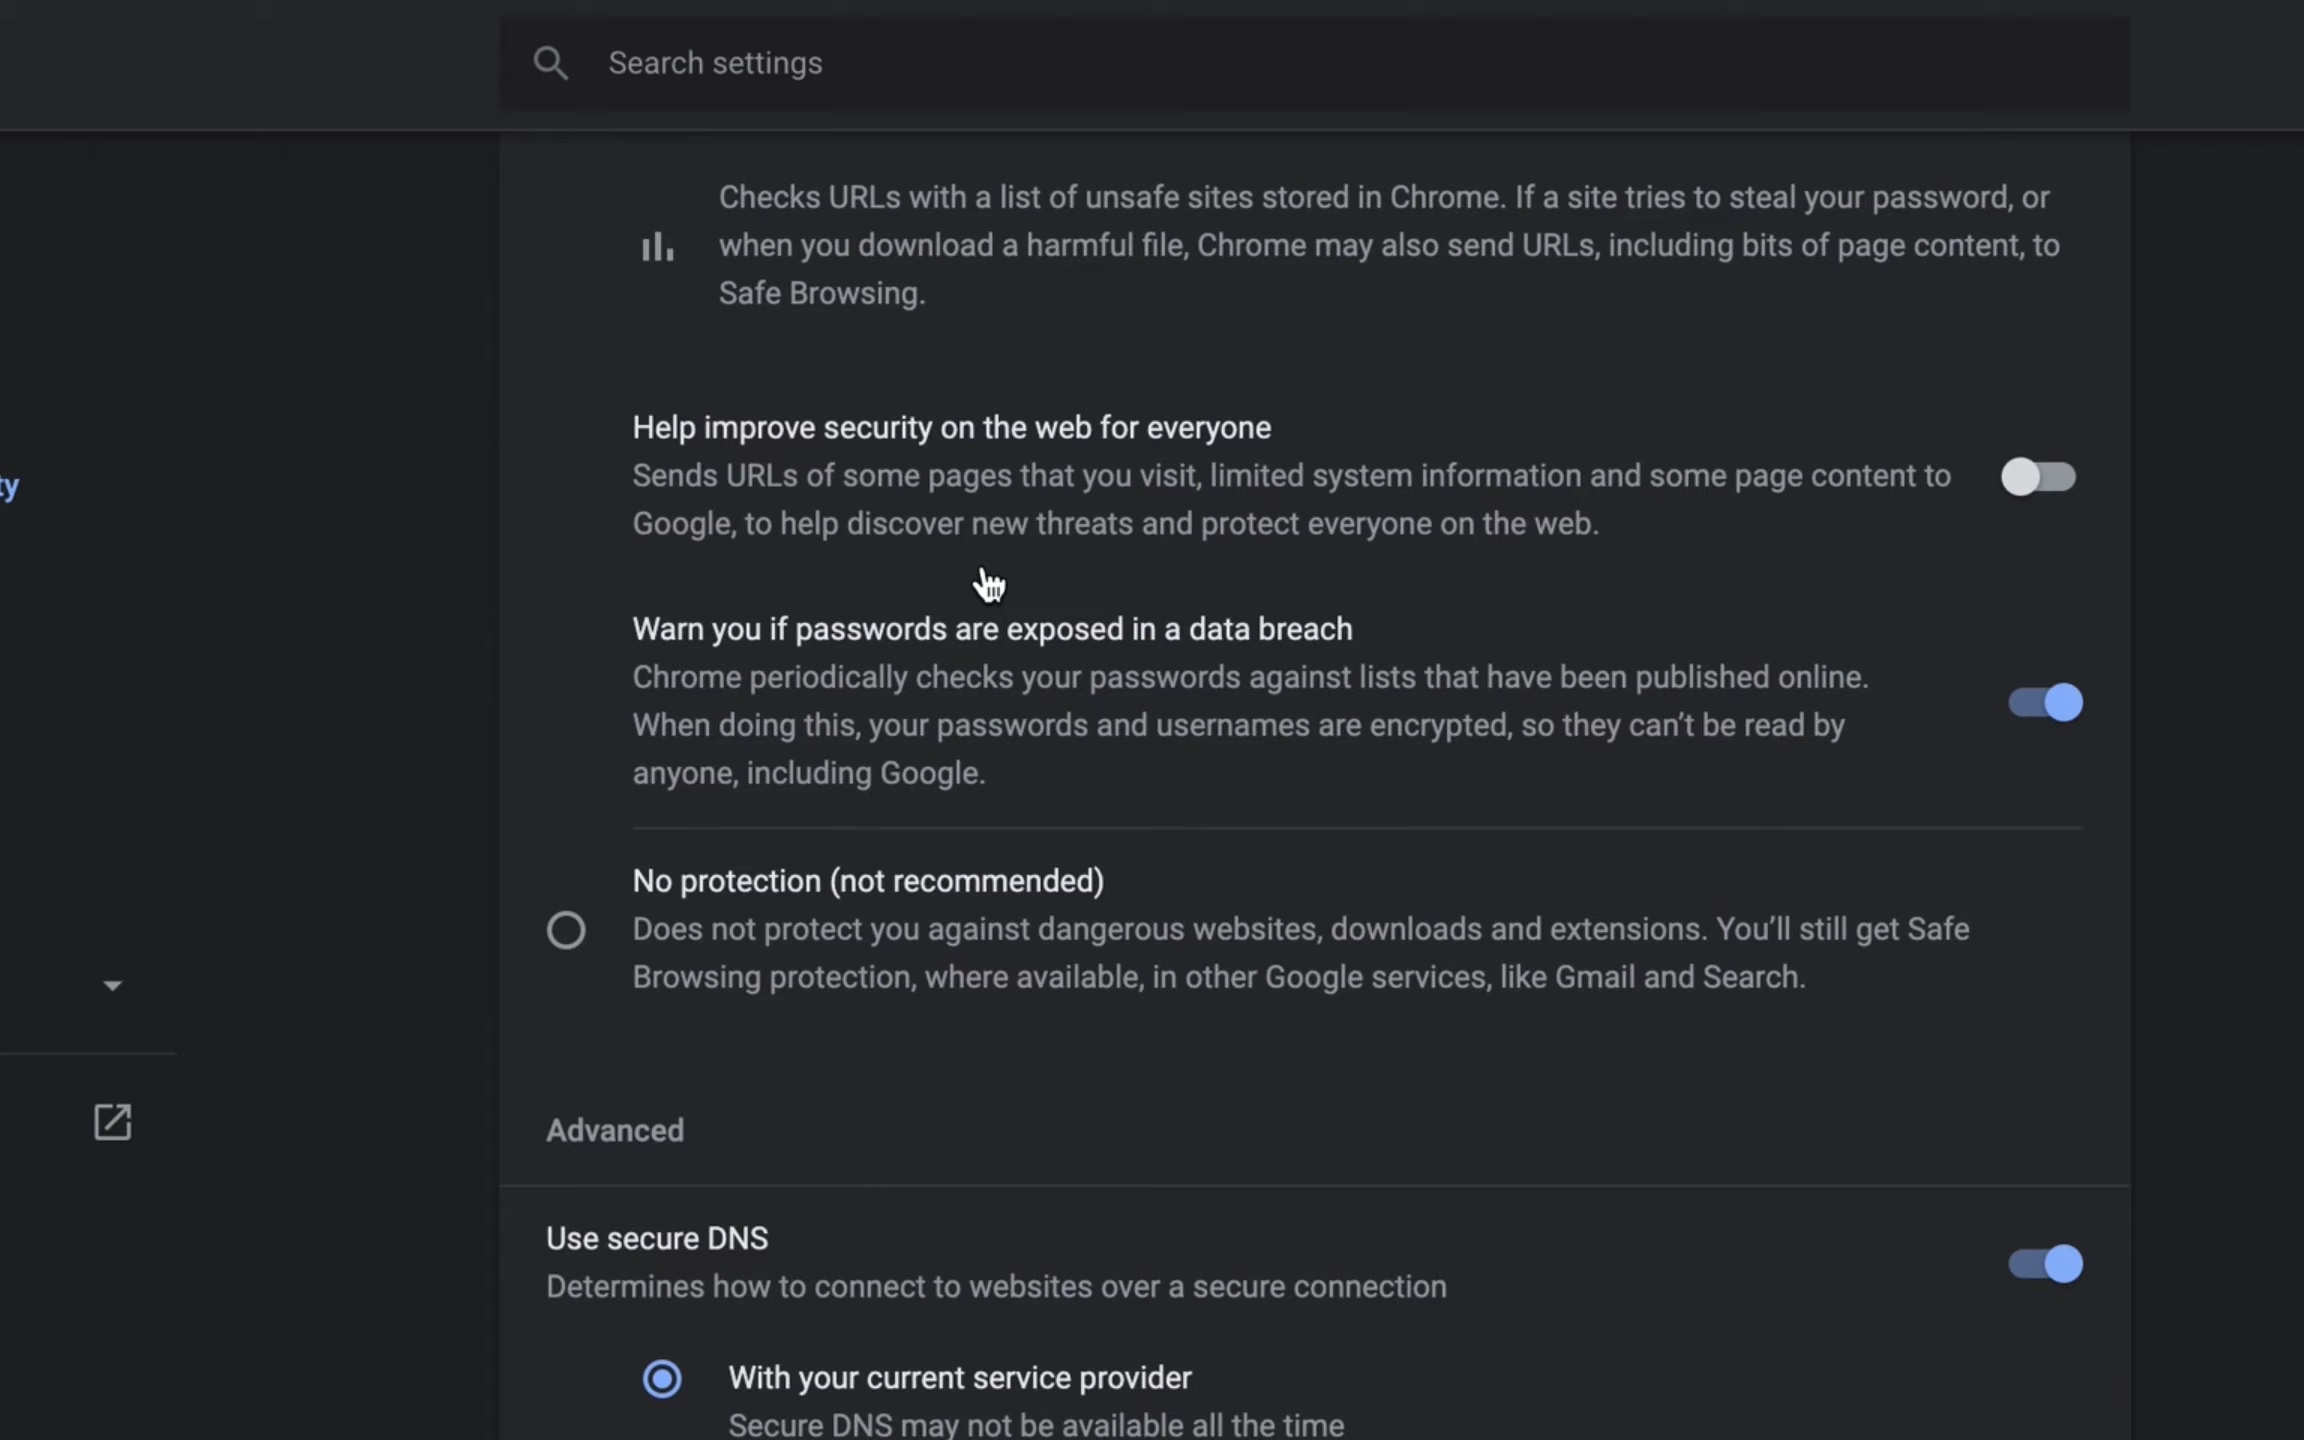 Search settings
Checks URLs with a list of unsafe sites stored in Chrome. If a site tries to steal your password, or
when you download a harmful file, Chrome may also send URLs, including bits of page content, to
Safe Browsing.
Help improve security on the web for everyone
Sends URLs of some pages that you visit, limited system information and some page content to
Google, to help discover new threats and protect everyone on the web.
ty
Warn you if passwords are exposed in a data breach
Chrome periodically checks your passwords against lists that have been published online.
When doing this, your passwords and usernames are encrypted, so they can’t be read by
anyone, including Google.
No protection (not recommended)
Does not protect you against dangerous websites, downloads and extensions. You’ll still get Safe
Browsing protection, where available, in other Google services, like Gmail and Search.
Advanced
Use secure DNS
Determines how to connect to websites over a secure connection
With your current service provider
Secure DNS may not be available all the time